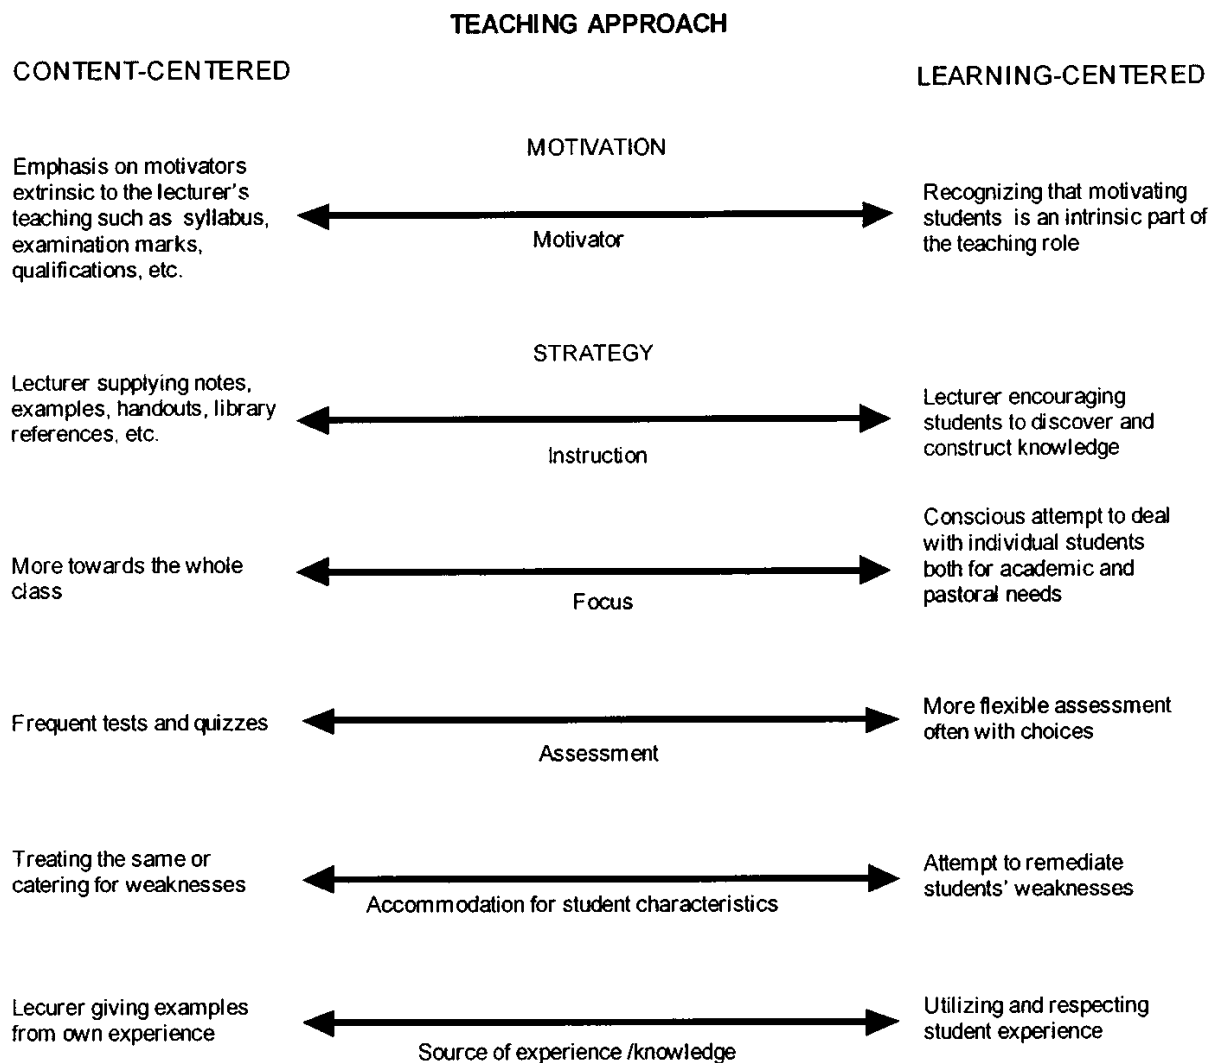 TEACHING APPROACH
CONTENT-CENTERED
LEARNING-CENTERED
MOTIVATION
Emphasis on motivators
extrinsic to the lecturer's
teaching such as syllabus,
examination marks,
qualifications, etc.
Motivator
Recognizing that motivating
students is an intrinsic part of
the teaching role
STRATEGY
Lecturer supplying notes,
examples, handouts, library
references, etc.
Instruction
Lecturer encouraging
students to discover and
construct knowledge
More towards the whole
class
Focus
Conscious attempt to deal
with individual students
both for academic and
pastoral needs
Frequent tests and quizzes
Assessment
More flexible assessment
often with choices
Treating the same or
catering for weaknesses
Accommodation for student characteristics
Attempt to remediate
students' weaknesses
Lecurer giving examples
from own experience
Source of experience /knowledge
Utilizing and respecting
student experience